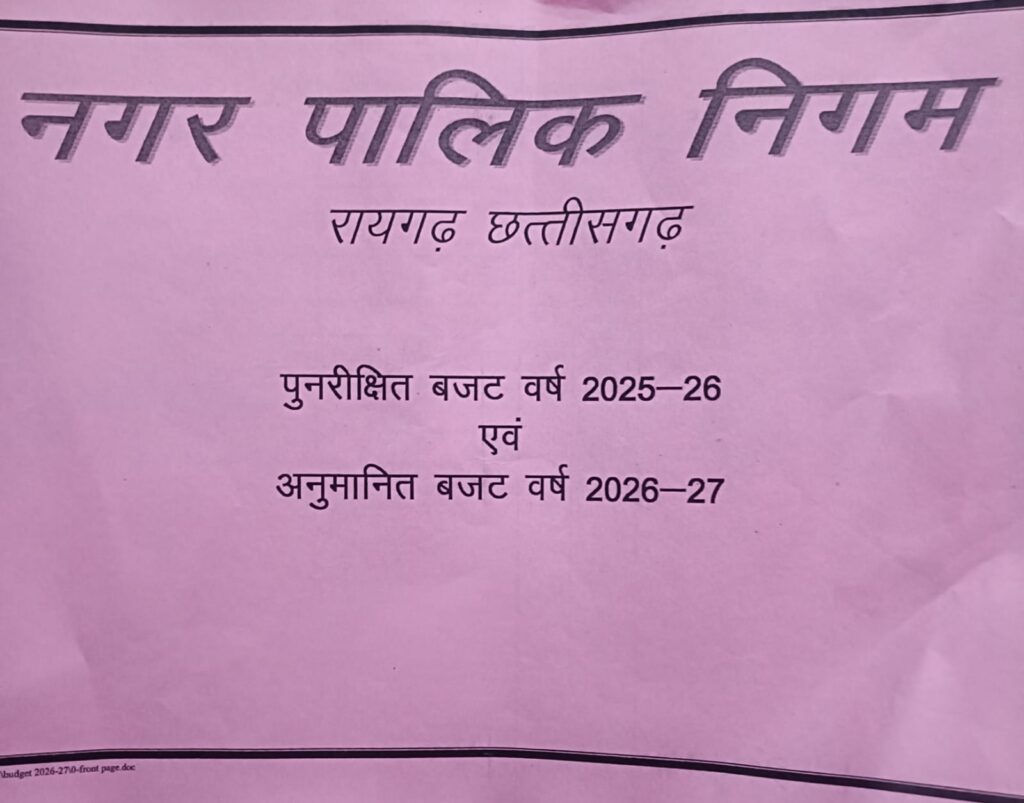 नगर पालिक निगम
रायगढ़ छत्तीसगढ़
पुनरीक्षित बजट वर्ष 2025—26
एवं
अनुमानित बजट वर्ष 2026—27
\budget 2026-27\0-front page.doc